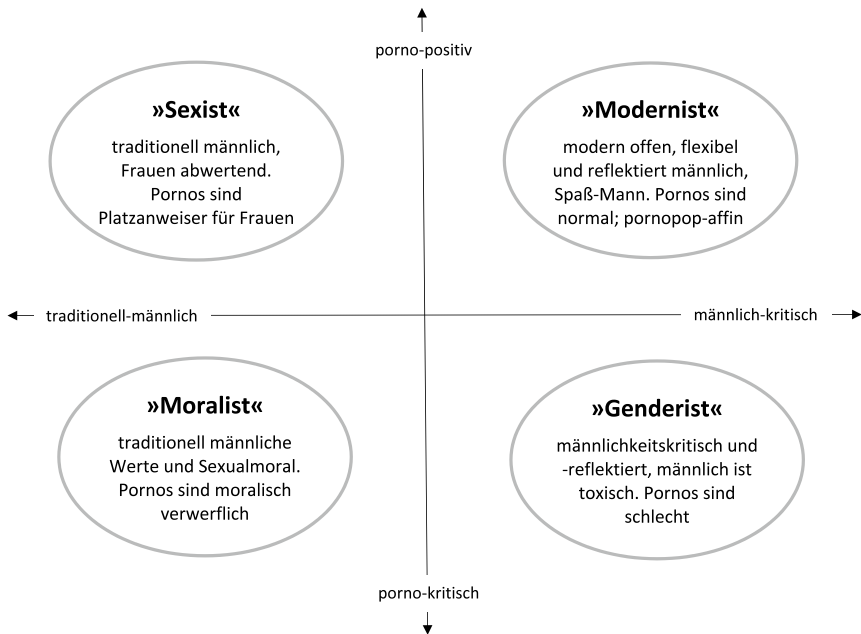 porno-positiv
»Sexist«
traditionell männlich,
Frauen abwertend.
Pornos sind
Platzanweiser für Frauen
»Modernist«
modern offen, flexibel
und reflektiert männlich,
Spaß-Mann. Pornos sind
normal; pornopop-affin
traditionell-männlich
männlich-kritisch
»Moralist«
traditionell männliche
Werte und Sexualmoral.
Pornos sind moralisch
verwerflich
»Genderist«
männlichkeitskritisch und
-reflektiert, männlich ist
toxisch. Pornos sind
schlecht
porno-kritisch